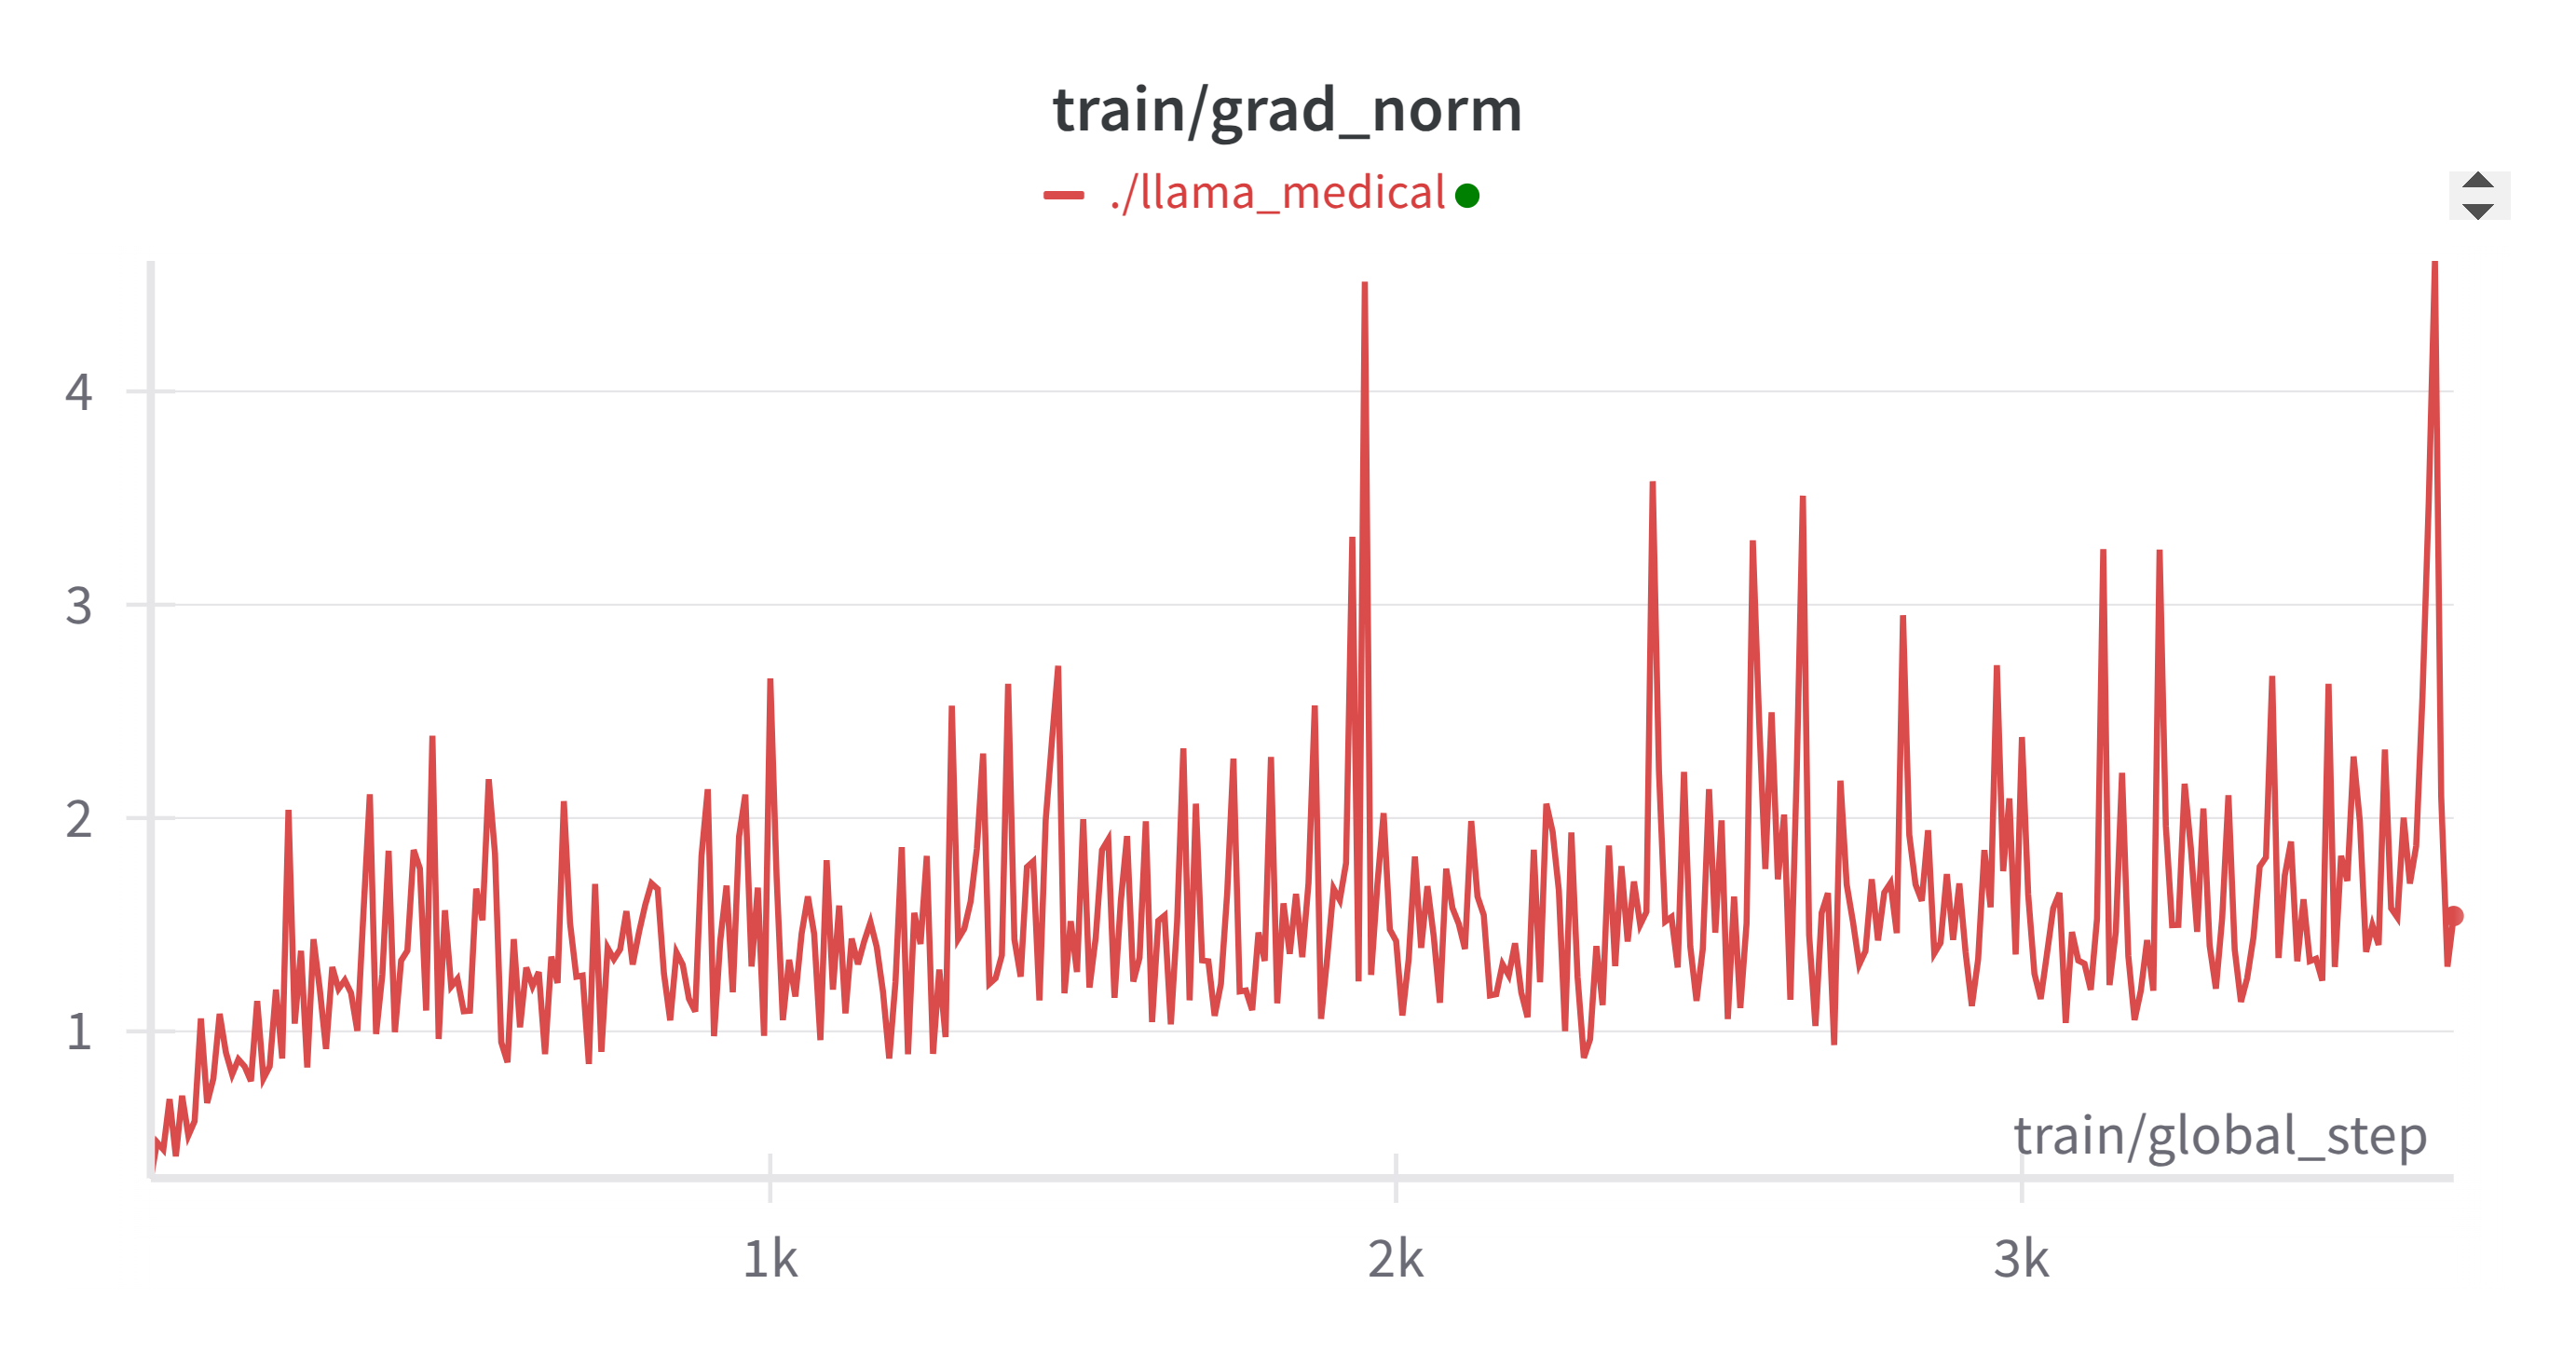 train/grad_norm
./llama_medical
4
3
2
1
train/global_step
1k
2k
3k